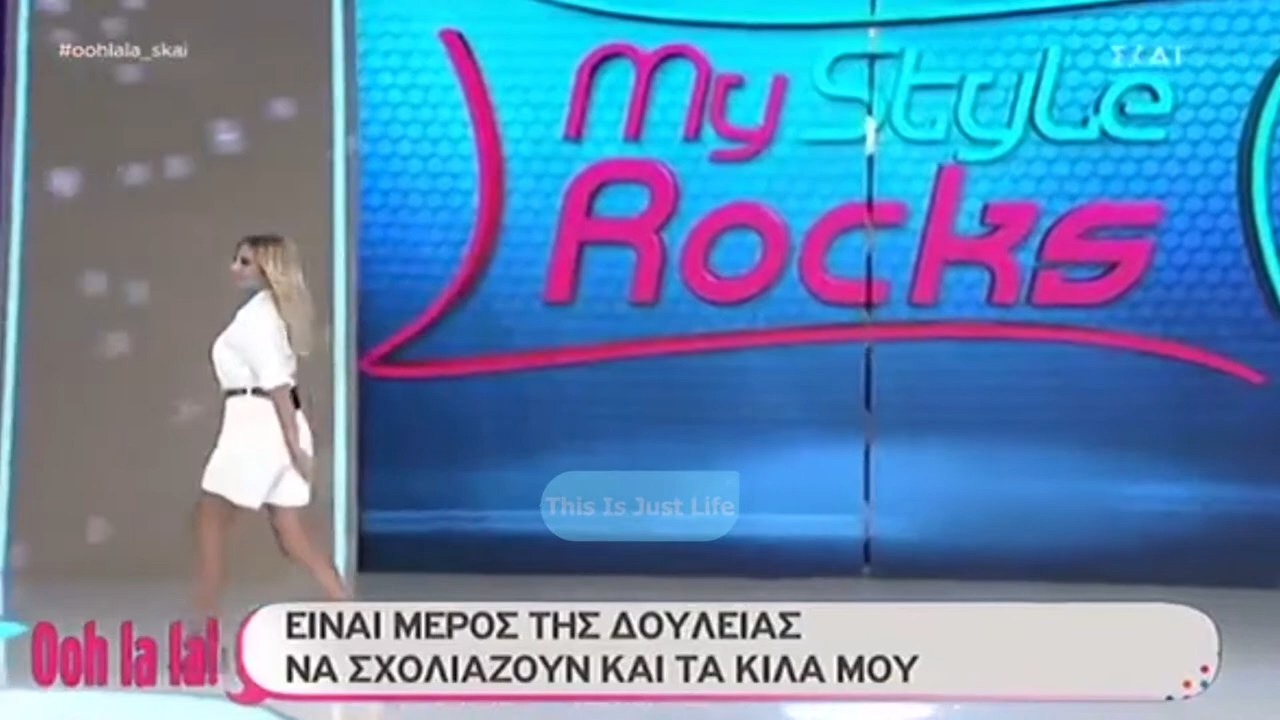 #oohlala_skai
ΣΚΑΪ
My Style
Rocks
This Is Just Life
Ooh la la!
ΕΙΝΑΙ ΜΕΡΟΣ ΤΗΣ ΔΟΥΛΕΙΑΣ
ΝΑ ΣΧΟΛΙΑΖΟΥΝ ΚΑΙ ΤΑ ΚΙΛΑ ΜΟΥ